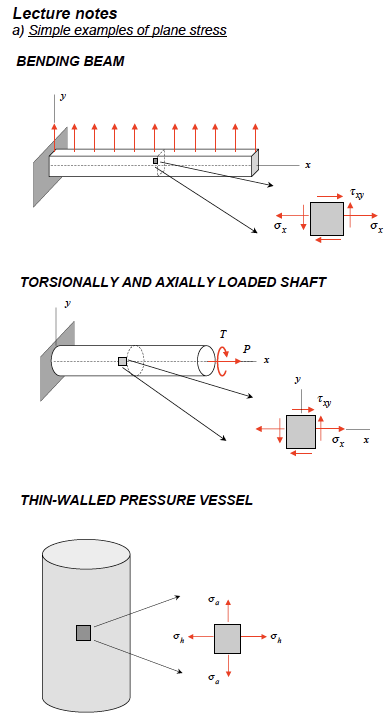 Lecture notes
a) Simple examples of plane stress
BENDING BEAM
y
x
τxy
σx
σx
TORSIONALLY AND AXIALLY LOADED SHAFT
y
T
P
x
y
τxy
σx
x
THIN-WALLED PRESSURE VESSEL
σa
σh
σh
σa